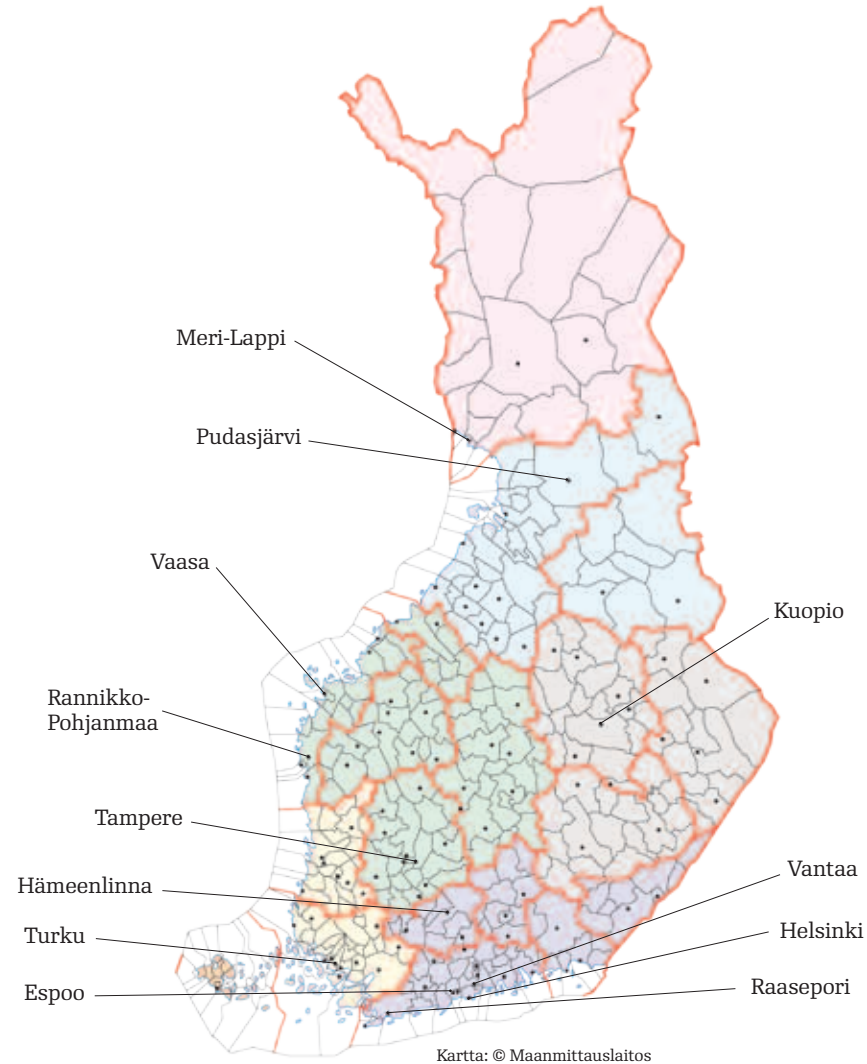 Meri-Lappi
Pudasjärvi
Vaasa
Kuopio
Rannikko-
Pohjanmaa
Tampere
Hämeenlinna
Vantaa
Turku
Helsinki
Espoo
Raasepori
Kartta: © Maanmittauslaitos